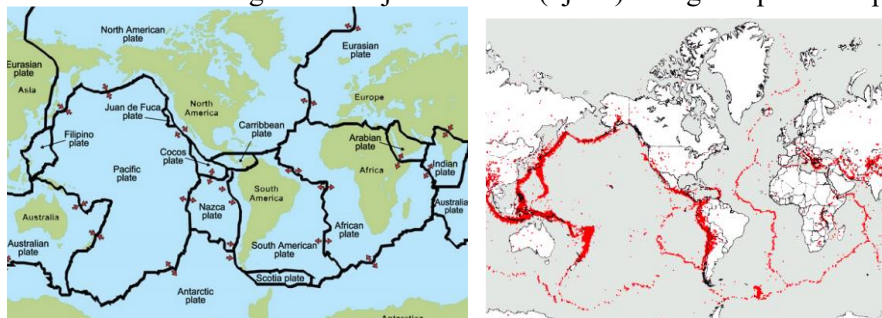 North American
plate
Eurasian
plate
Eurasian
plate
Asia
Juan de Fuca
plate
North
America
Europe
Filipino
plate
Carribbean
plate
Arabian
plate
Cocos
plate
Indian
plate
Pacific
plate
Africa
South
America
Nazca
plate
Australia
African
plate
Australian
plate
South American
plate
Australian
plate
Scotia plate
Antarctic
plate